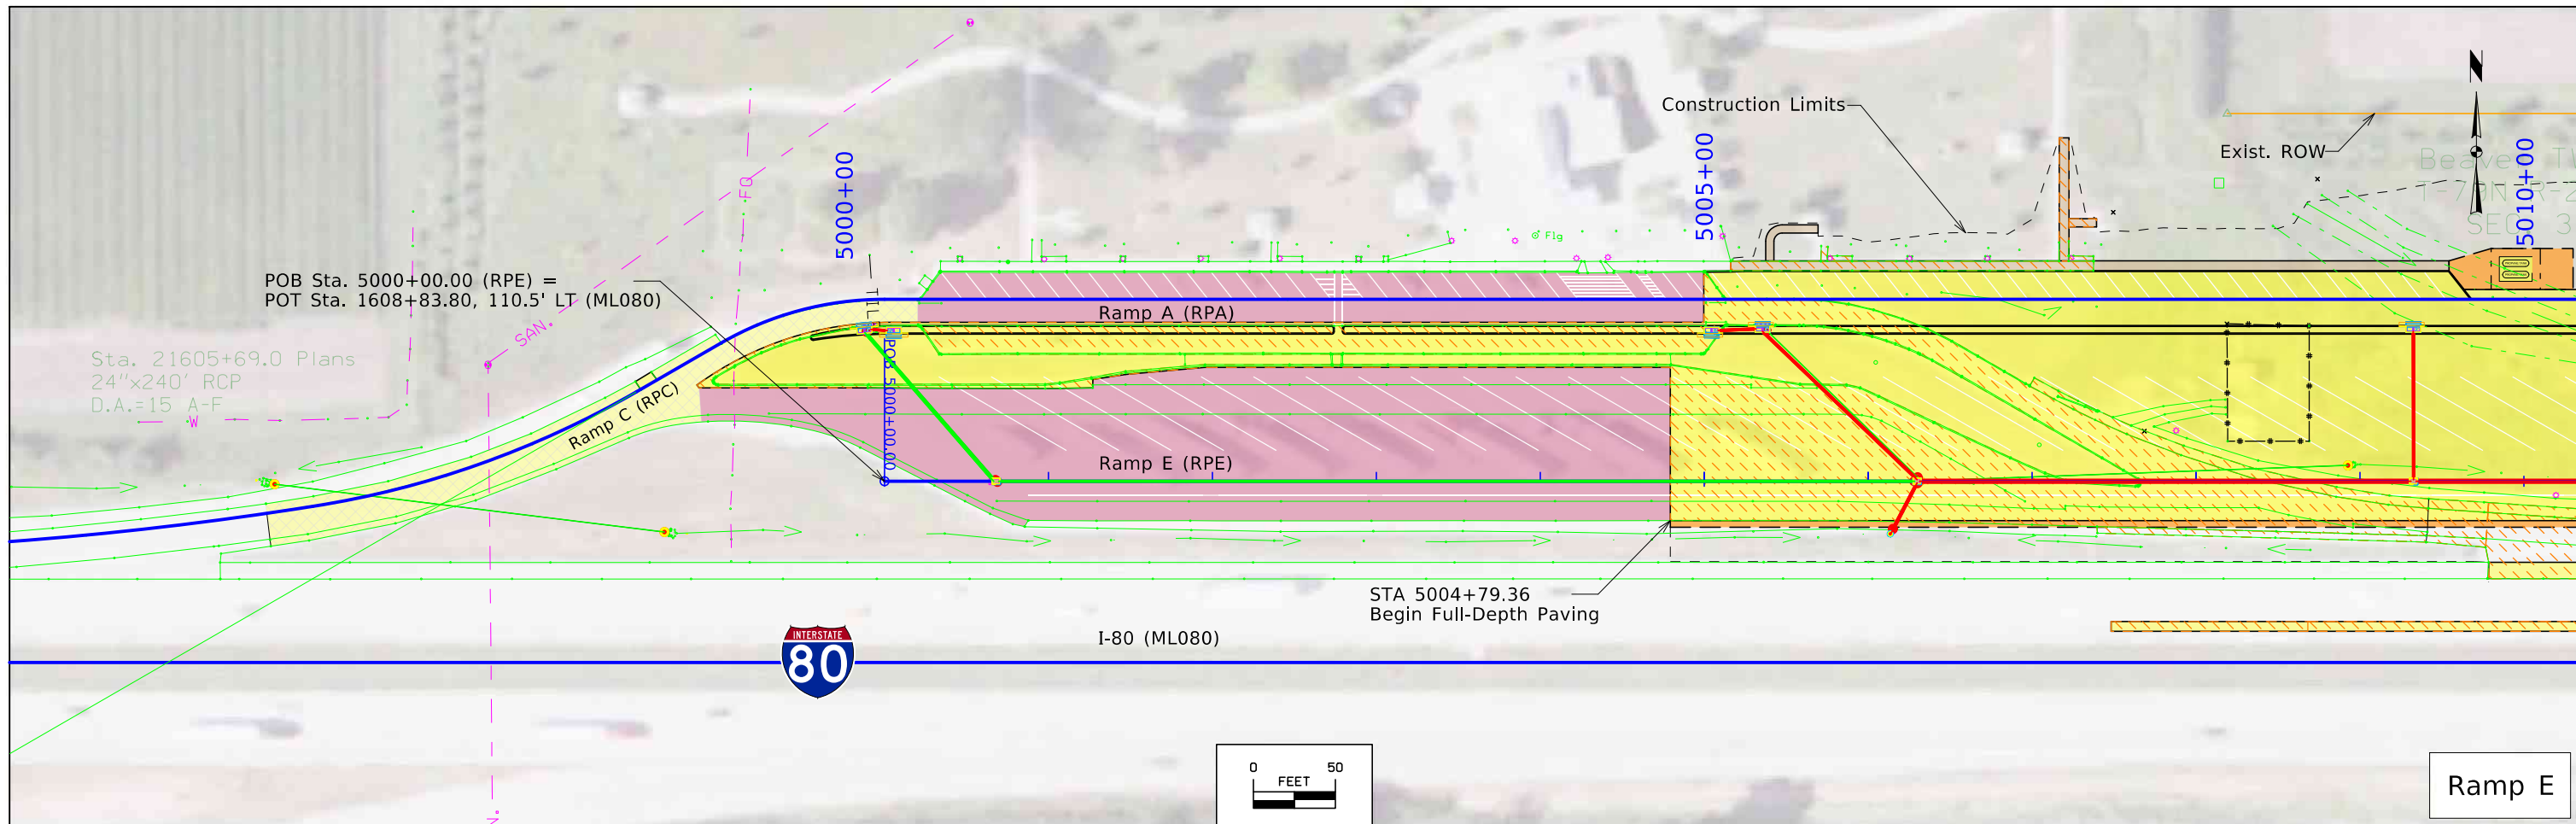 Construction Limits
Exist. ROW
5000+00
5005+00
5010+00
FO
SAN.
Flg
POB Sta. 5000+00.00 (RPE) =
POT Sta. 1608+83.80, 110.5' LT (ML080)
Ramp A (RPA)
POB 5000+00.00
Sta. 21605+69.0 Plans
24"x240' RCP
D.A.=15 A-F
W
Ramp C (RPC)
Ramp E (RPE)
STA 5004+79.36
Begin Full-Depth Paving
I-80 (ML080)
INTERSTATE
80
0 50
FEET
Ramp E
N